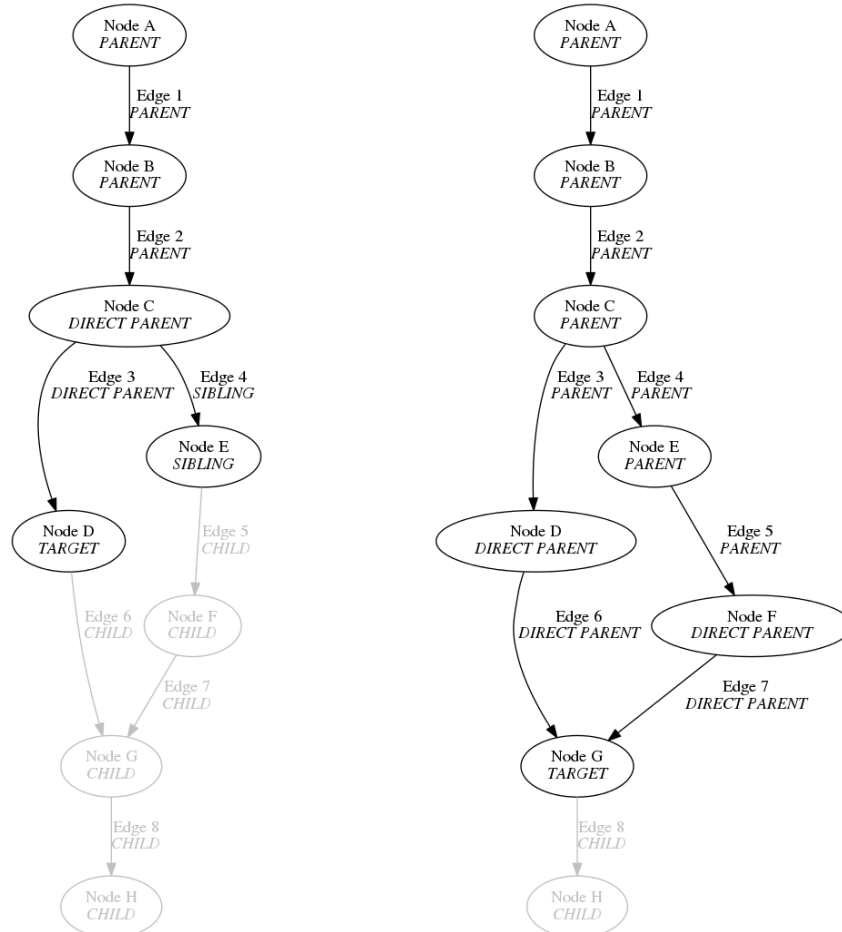 Node A
PARENT
Edge 1
PARENT
Node B
PARENT
Edge 2
PARENT
Node C
DIRECT PARENT
Edge 3
DIRECT PARENT
Edge 4
SIBLING
Node E
SIBLING
Node D
TARGET
Edge 5
CHILD
Edge 6
CHILD
Node F
CHILD
Edge 7
CHILD
Node G
CHILD
Edge 8
CHILD
Node H
CHILD
Node A
PARENT
Edge 1
PARENT
Node B
PARENT
Edge 2
PARENT
Node C
PARENT
Edge 3
PARENT
Edge 4
PARENT
Node E
PARENT
Node D
DIRECT PARENT
Edge 5
PARENT
Edge 6
DIRECT PARENT
Node F
DIRECT PARENT
Edge 7
DIRECT PARENT
Node G
TARGET
Edge 8
CHILD
Node H
CHILD